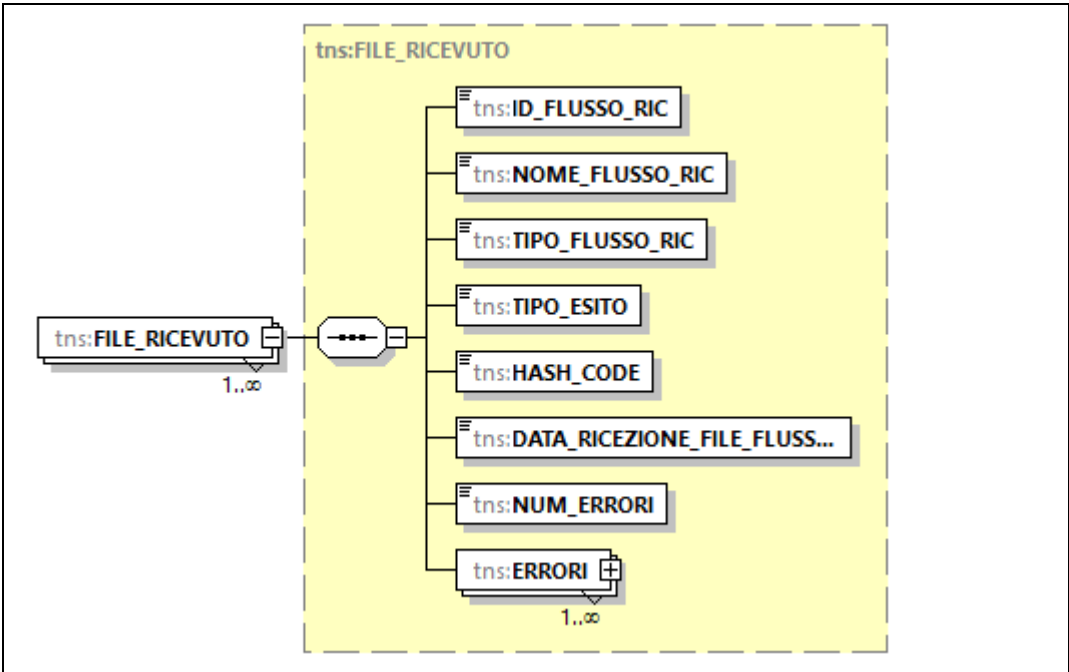 tns:FILE_RICEVUTO
tns:ID_FLUSSO_RIC
tns:NOME_FLUSSO_RIC
tns:TIPO_FLUSSO_RIC
tns:TIPO_ESITO
tns:FILE_RICEVUTO
1..∞
tns:HASH_CODE
tns:DATA_RICEZIONE_FILE_FLUSS...
tns:NUM_ERRORI
tns:ERRORI
1..∞